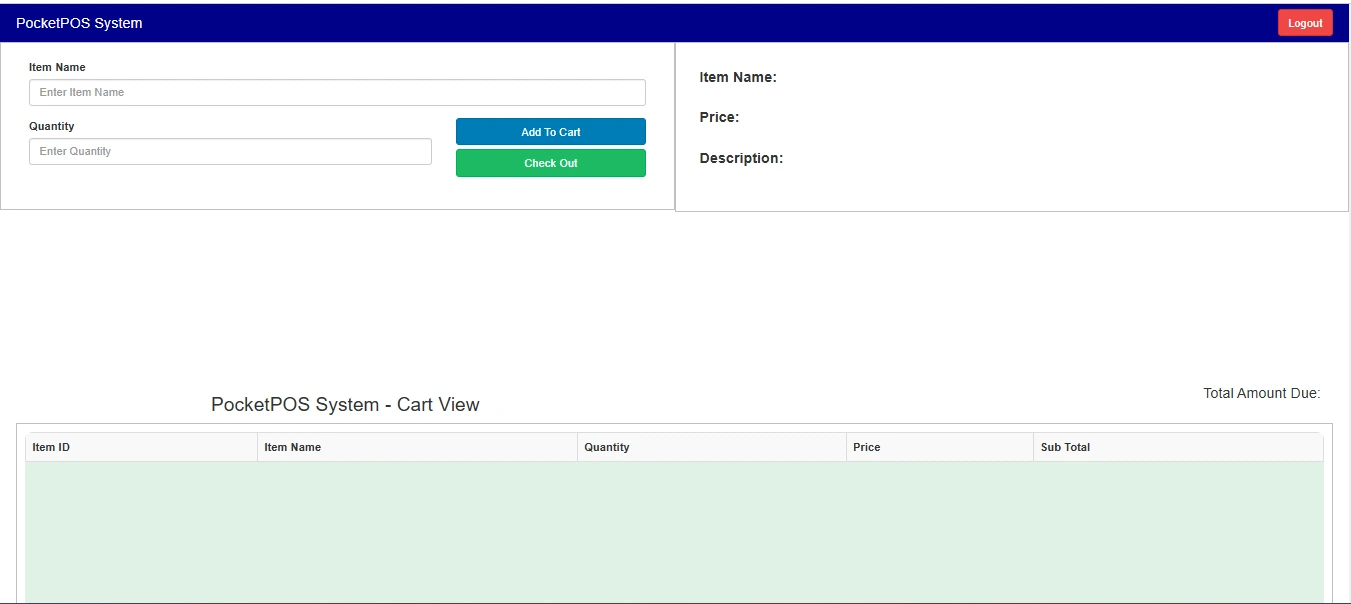 PocketPOS System
Logout
Item Name
Enter Item Name
Quantity
Enter Quantity
Add To Cart
Check Out
Item Name:
Price:
Description:
Total Amount Due:
PocketPOS System - Cart View
Item ID Item Name Quantity Price Sub Total